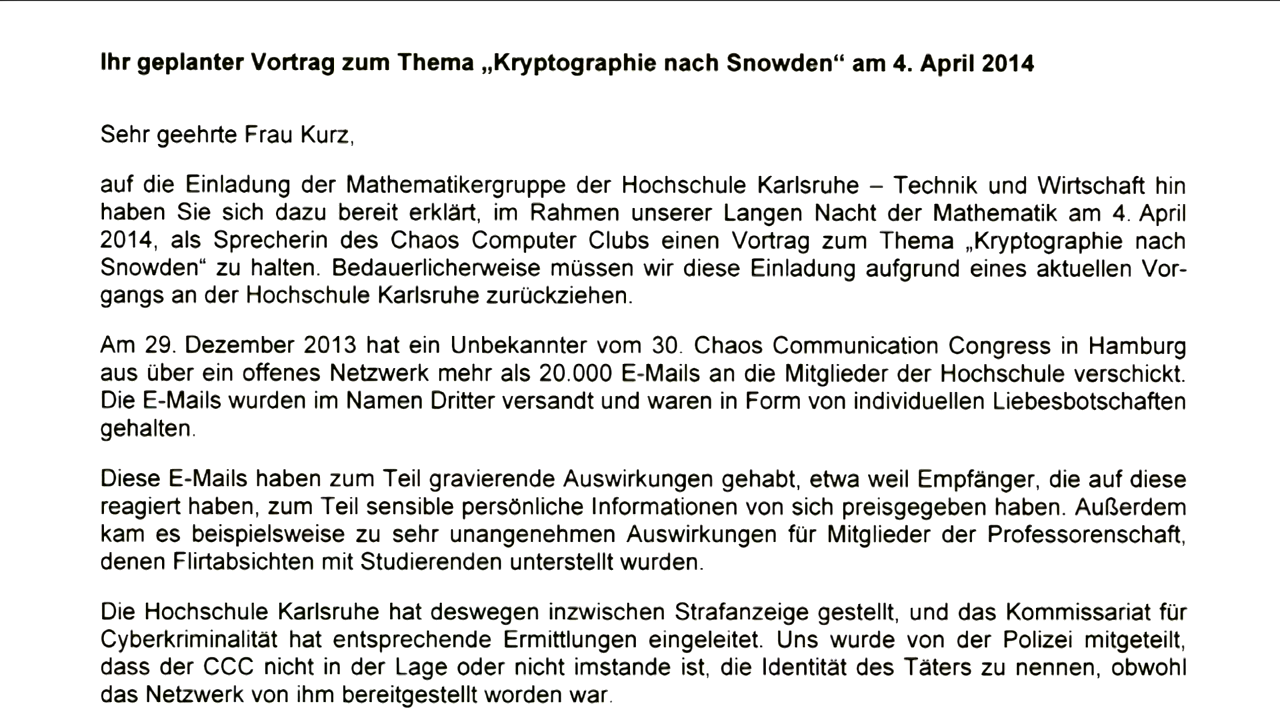 Ihr geplanter Vortrag zum Thema „Kryptographie nach Snowden“ am 4. April 2014
Sehr geehrte Frau Kurz,
auf die Einladung der Mathematikergruppe der Hochschule Karlsruhe – Technik und Wirtschaft hin
haben Sie sich dazu bereit erklärt, im Rahmen unserer Langen Nacht der Mathematik am 4. April
2014, als Sprecherin des Chaos Computer Clubs einen Vortrag zum Thema „Kryptographie nach
Snowden“ zu halten. Bedauerlicherweise müssen wir diese Einladung aufgrund eines aktuellen Vor-
gangs an der Hochschule Karlsruhe zurückziehen.
Am 29. Dezember 2013 hat ein Unbekannter vom 30. Chaos Communication Congress in Hamburg
aus über ein offenes Netzwerk mehr als 20.000 E-Mails an die Mitglieder der Hochschule verschickt.
Die E-Mails wurden im Namen Dritter versandt und waren in Form von individuellen Liebesbotschaften
gehalten.
Diese E-Mails haben zum Teil gravierende Auswirkungen gehabt, etwa weil Empfänger, die auf diese
reagiert haben, zum Teil sensible persönliche Informationen von sich preisgegeben haben. Außerdem
kam es beispielsweise zu sehr unangenehmen Auswirkungen für Mitglieder der Professorenschaft,
denen Flirtabsichten mit Studierenden unterstellt wurden.
Die Hochschule Karlsruhe hat deswegen inzwischen Strafanzeige gestellt, und das Kommissariat für
Cyberkriminalität hat entsprechende Ermittlungen eingeleitet. Uns wurde von der Polizei mitgeteilt,
dass der CCC nicht in der Lage oder nicht imstande ist, die Identität des Täters zu nennen, obwohl
das Netzwerk von ihm bereitgestellt worden war.